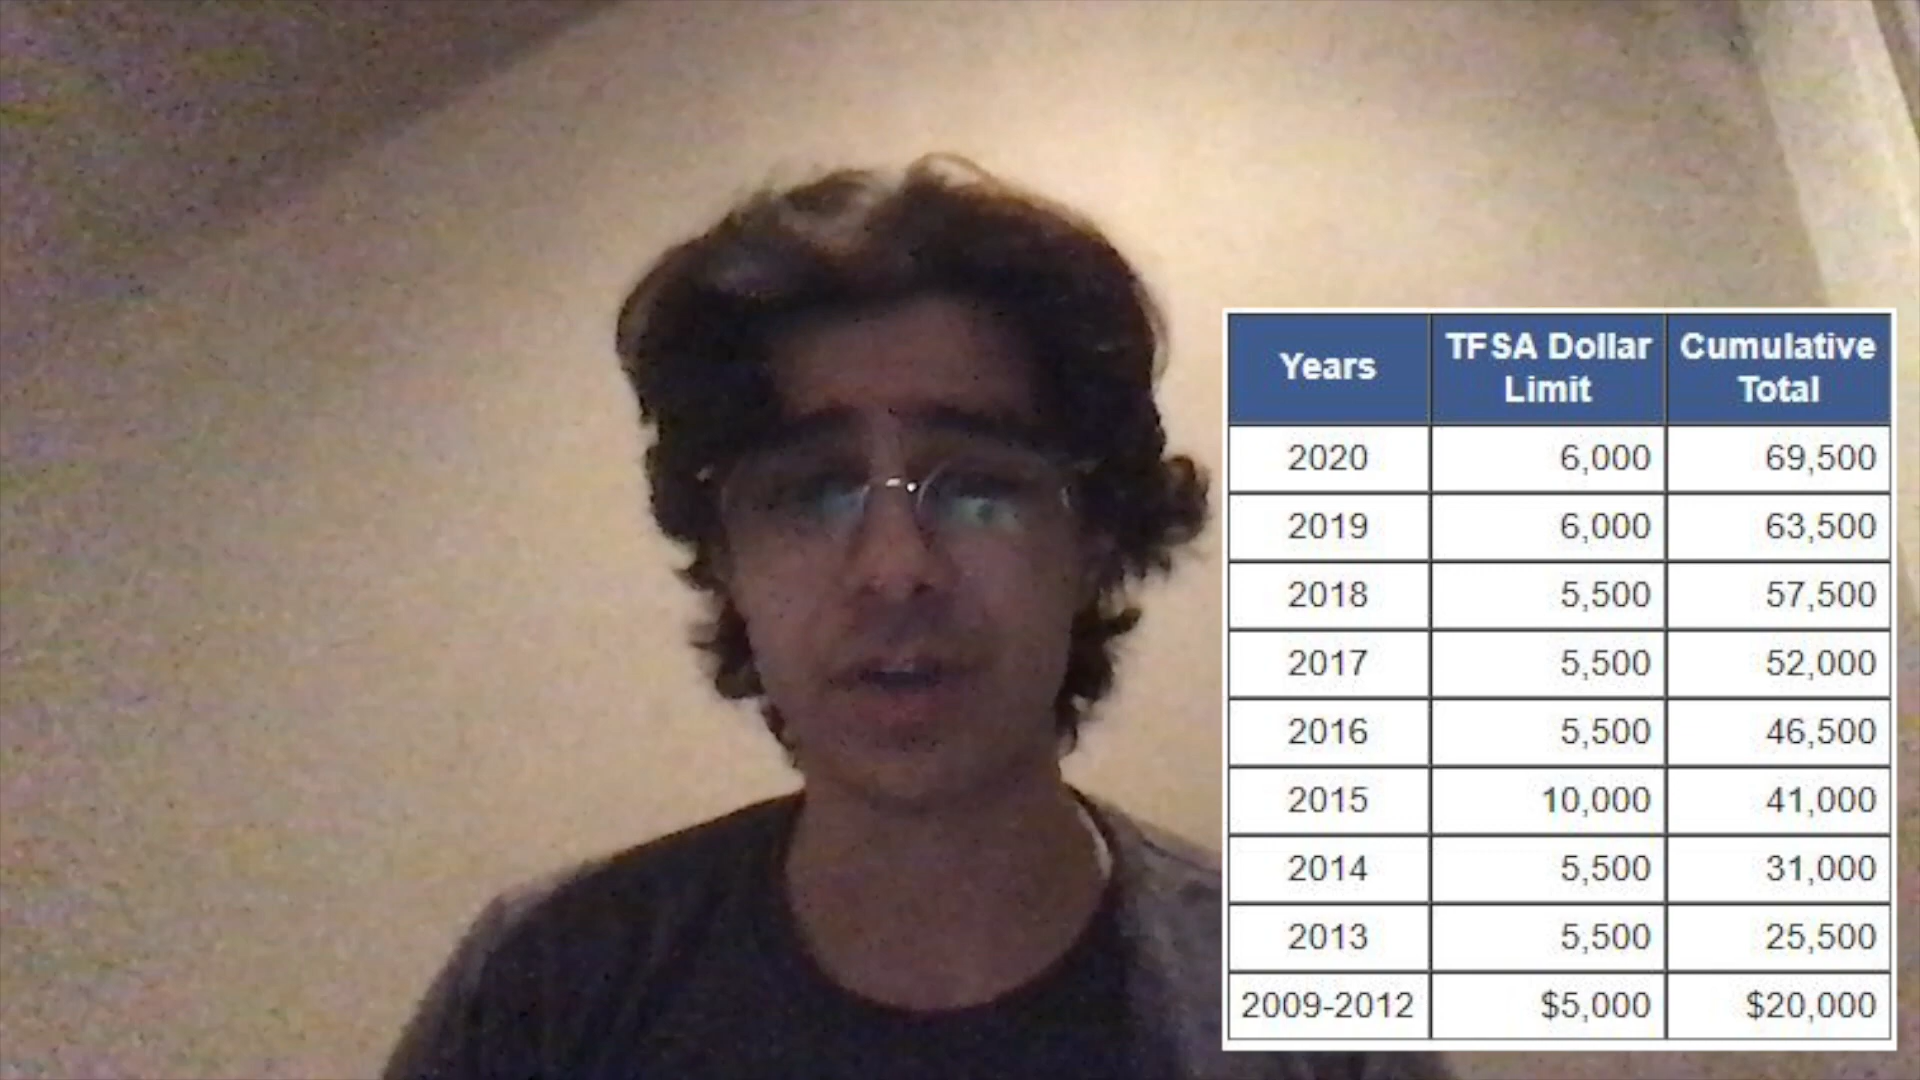 Years TFSA Dollar Limit Cumulative Total
2020 6,000 69,500
2019 6,000 63,500
2018 5,500 57,500
2017 5,500 52,000
2016 5,500 46,500
2015 10,000 41,000
2014 5,500 31,000
2013 5,500 25,500
2009-2012 $5,000 $20,000